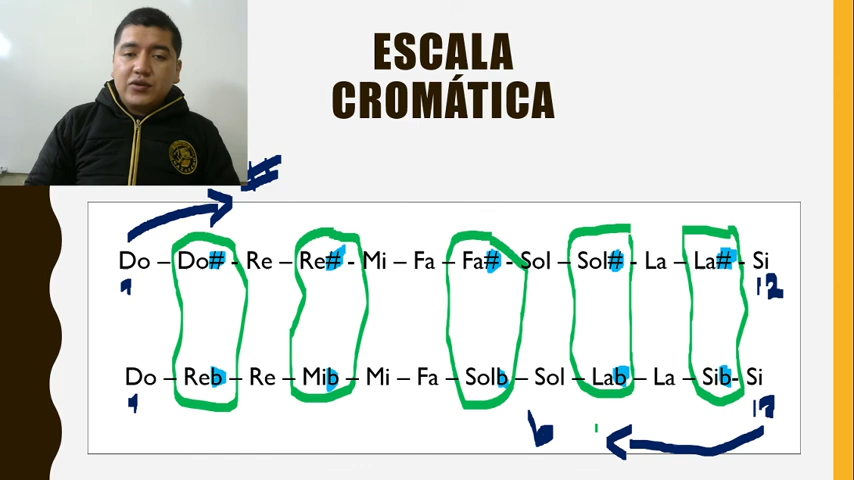 ESCALA
CROMÁTICA
#
Do – Do# - Re – Re# - Mi – Fa – Fa# - Sol – Sol# - La – La# - Si
1 12
Do – Reb – Re – Mib – Mi – Fa – Solb – Sol – Lab – La – Sib- Si
1
b